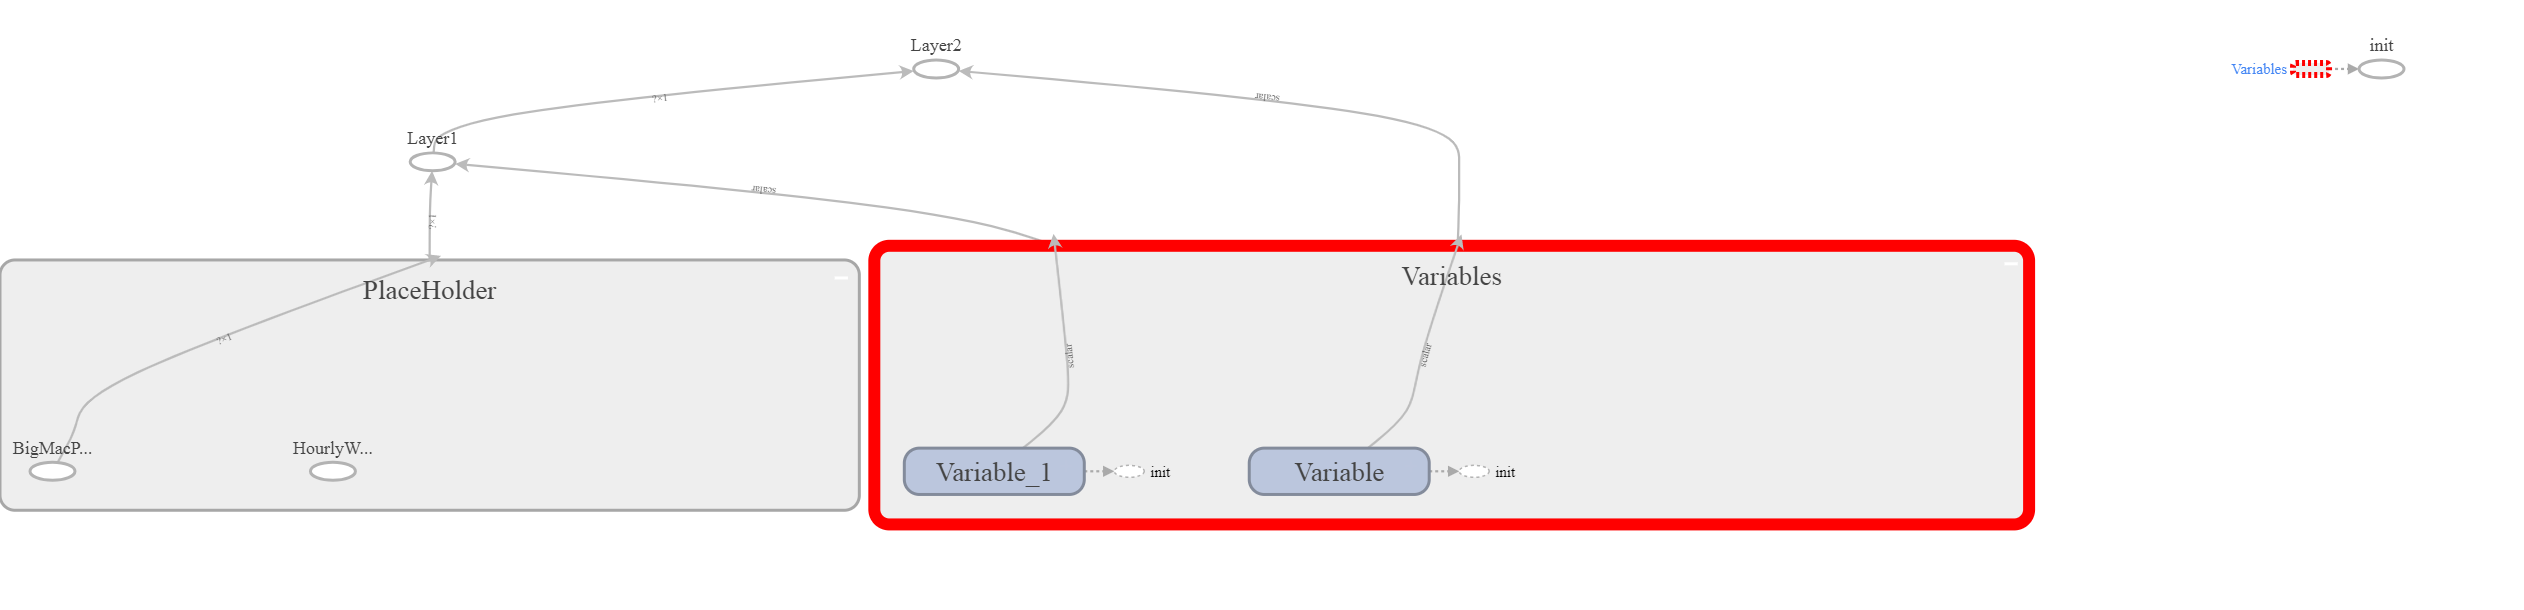 Layer2
init
Variables
?×1
scalar
Layer1
scalar
?×1
PlaceHolder
Variables
?×1
scalar
scalar
BigMacP...
HourlyW...
Variable_1
init
Variable
init